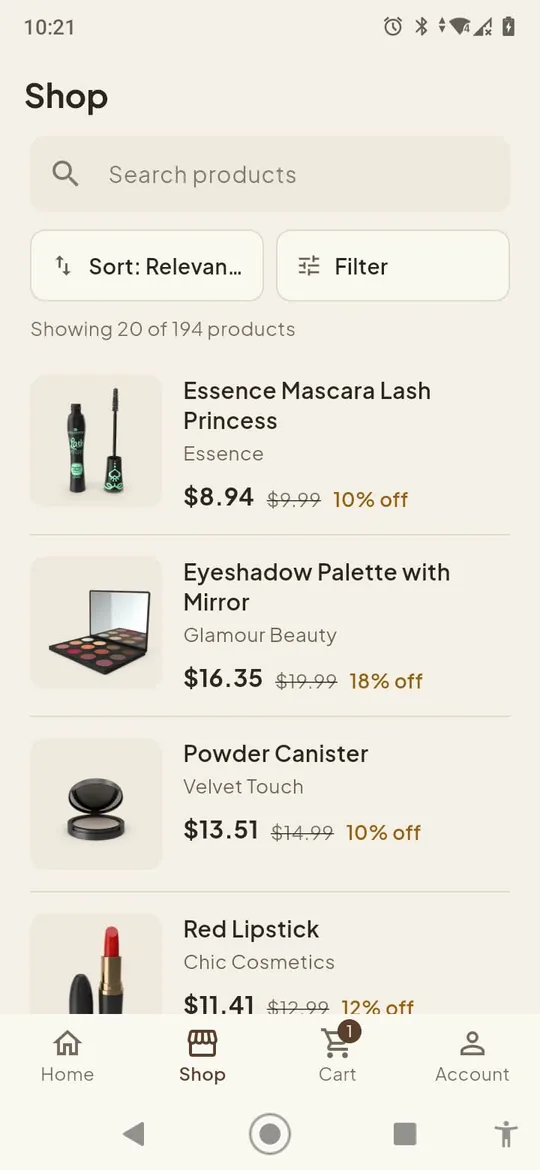 10:21
Shop
Search products
Sort: Relevan...
Filter
Showing 20 of 194 products
Essence Mascara Lash
Princess
Essence
$8.94 $9.99 10% off
Eyeshadow Palette with
Mirror
Glamour Beauty
$16.35 $19.99 18% off
Powder Canister
Velvet Touch
$13.51 $14.99 10% off
Red Lipstick
Chic Cosmetics
$11.41 $12.99 12% off
1
Home
Shop
Cart
Account